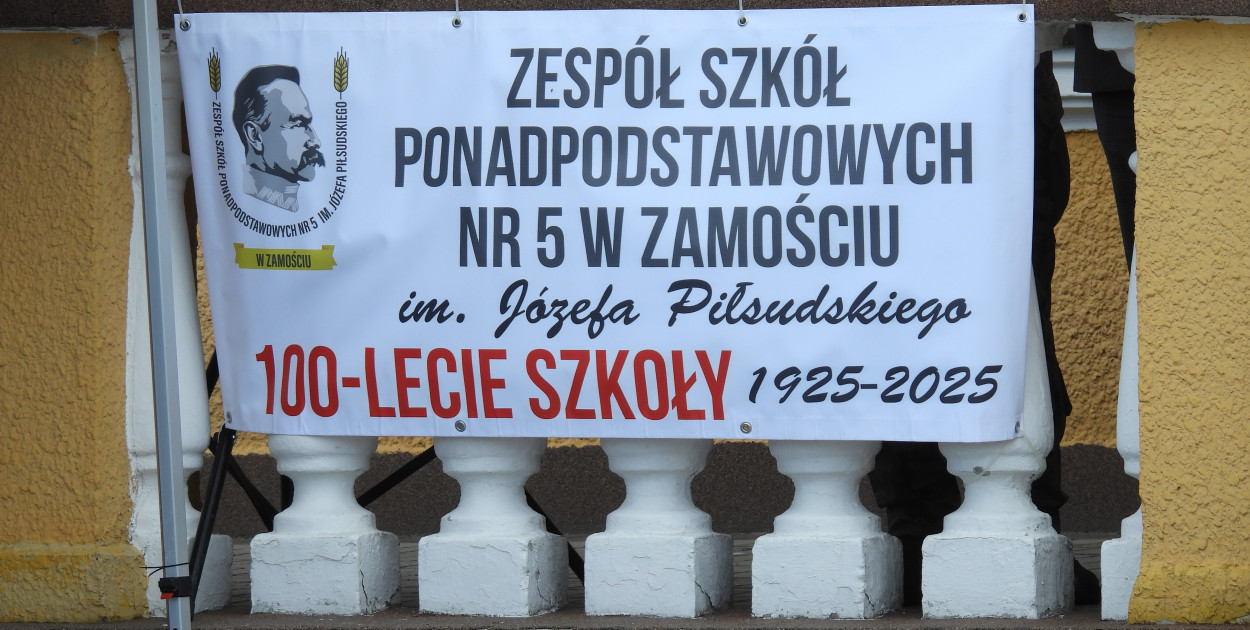 ZESPÓŁ SZKÓŁ PONADPODSTAWOWYCH NR 5 IM. JÓZEFA PIŁSUDSKIEGO
W ZAMOŚCIU
ZESPÓŁ SZKÓŁ
PONADPODSTAWOWYCH
NR 5 W ZAMOŚCIU
im. Józefa Piłsudskiego
100-LECIE SZKOŁY 1925-2025